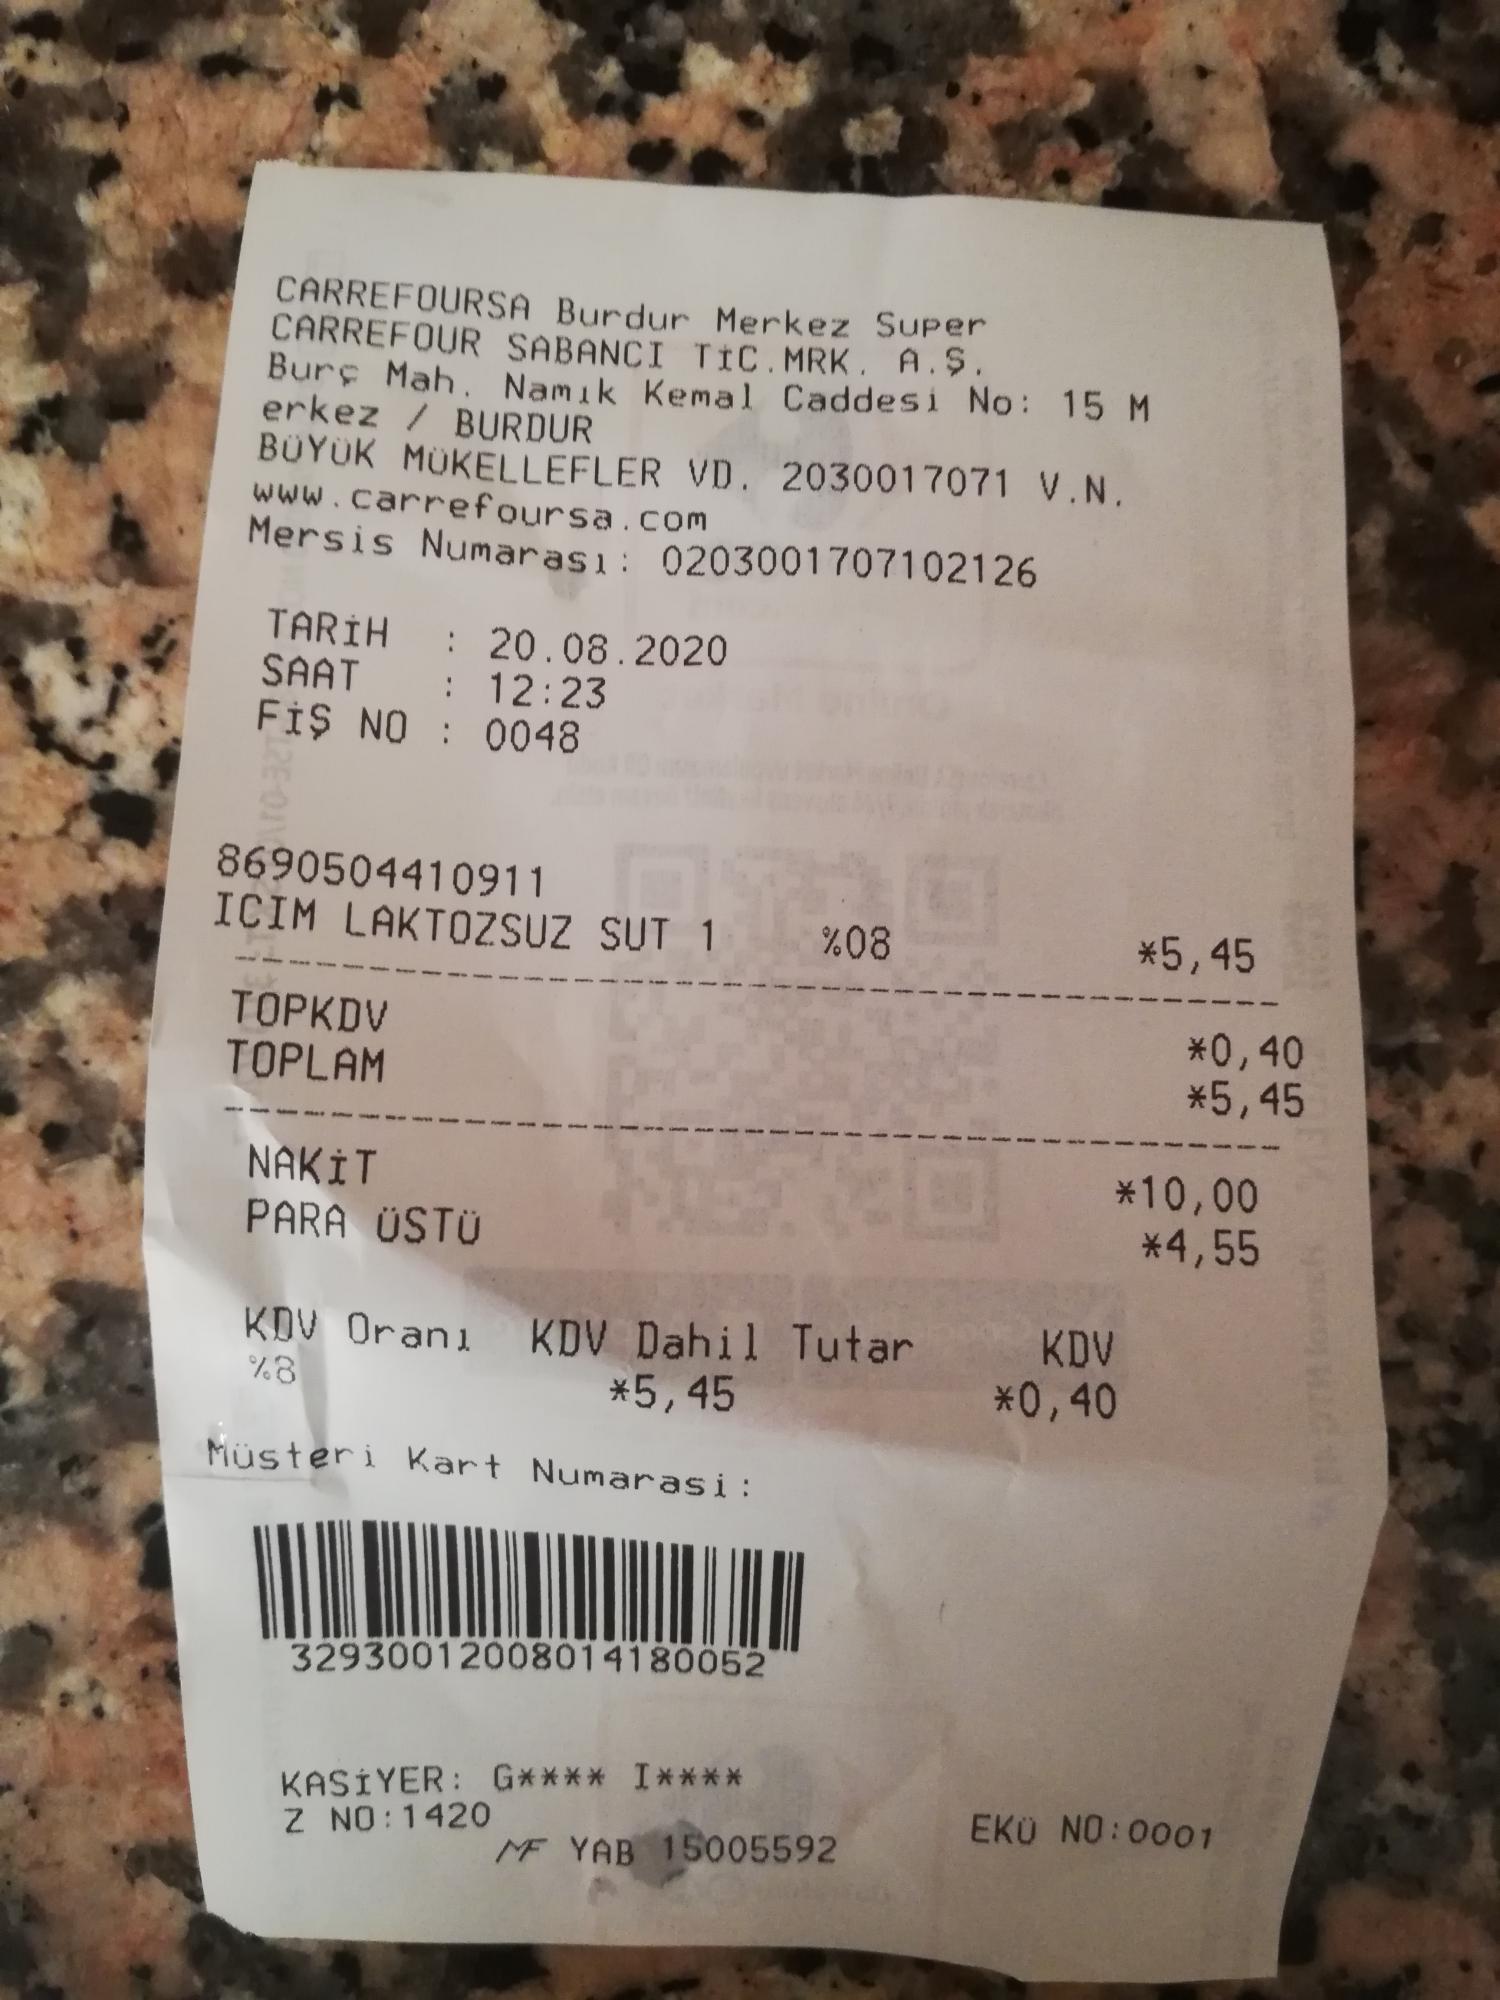 CARREFOURSA Burdur Merkez Super
CARREFOUR SABANCI TİC.MRK. A.Ş.
Burç Mah. Namık Kemal Caddesi No: 15 M
erkez / BURDUR
BÜYÜK MÜKELLEFLER VD. 2030017071 V.N.
www.carrefoursa.com
Mersis Numarası: 0203001707102126
TARİH : 20.08.2020
SAAT : 12:23
FİŞ NO : 0048
8690504410911
ICIM LAKTOZSUZ SUT 1 %08 *5,45
TOPKDV *0,40
TOPLAM *5,45
NAKİT *10,00
PARA ÜSTÜ *4,55
KDV Oranı KDV Dahil Tutar KDV
%8 *5,45 *0,40
Müsteri Kart Numarasi:
32930012008014180052
KASİYER: G**** I****
Z NO:1420 EKÜ NO:0001
MF YAB 15005592